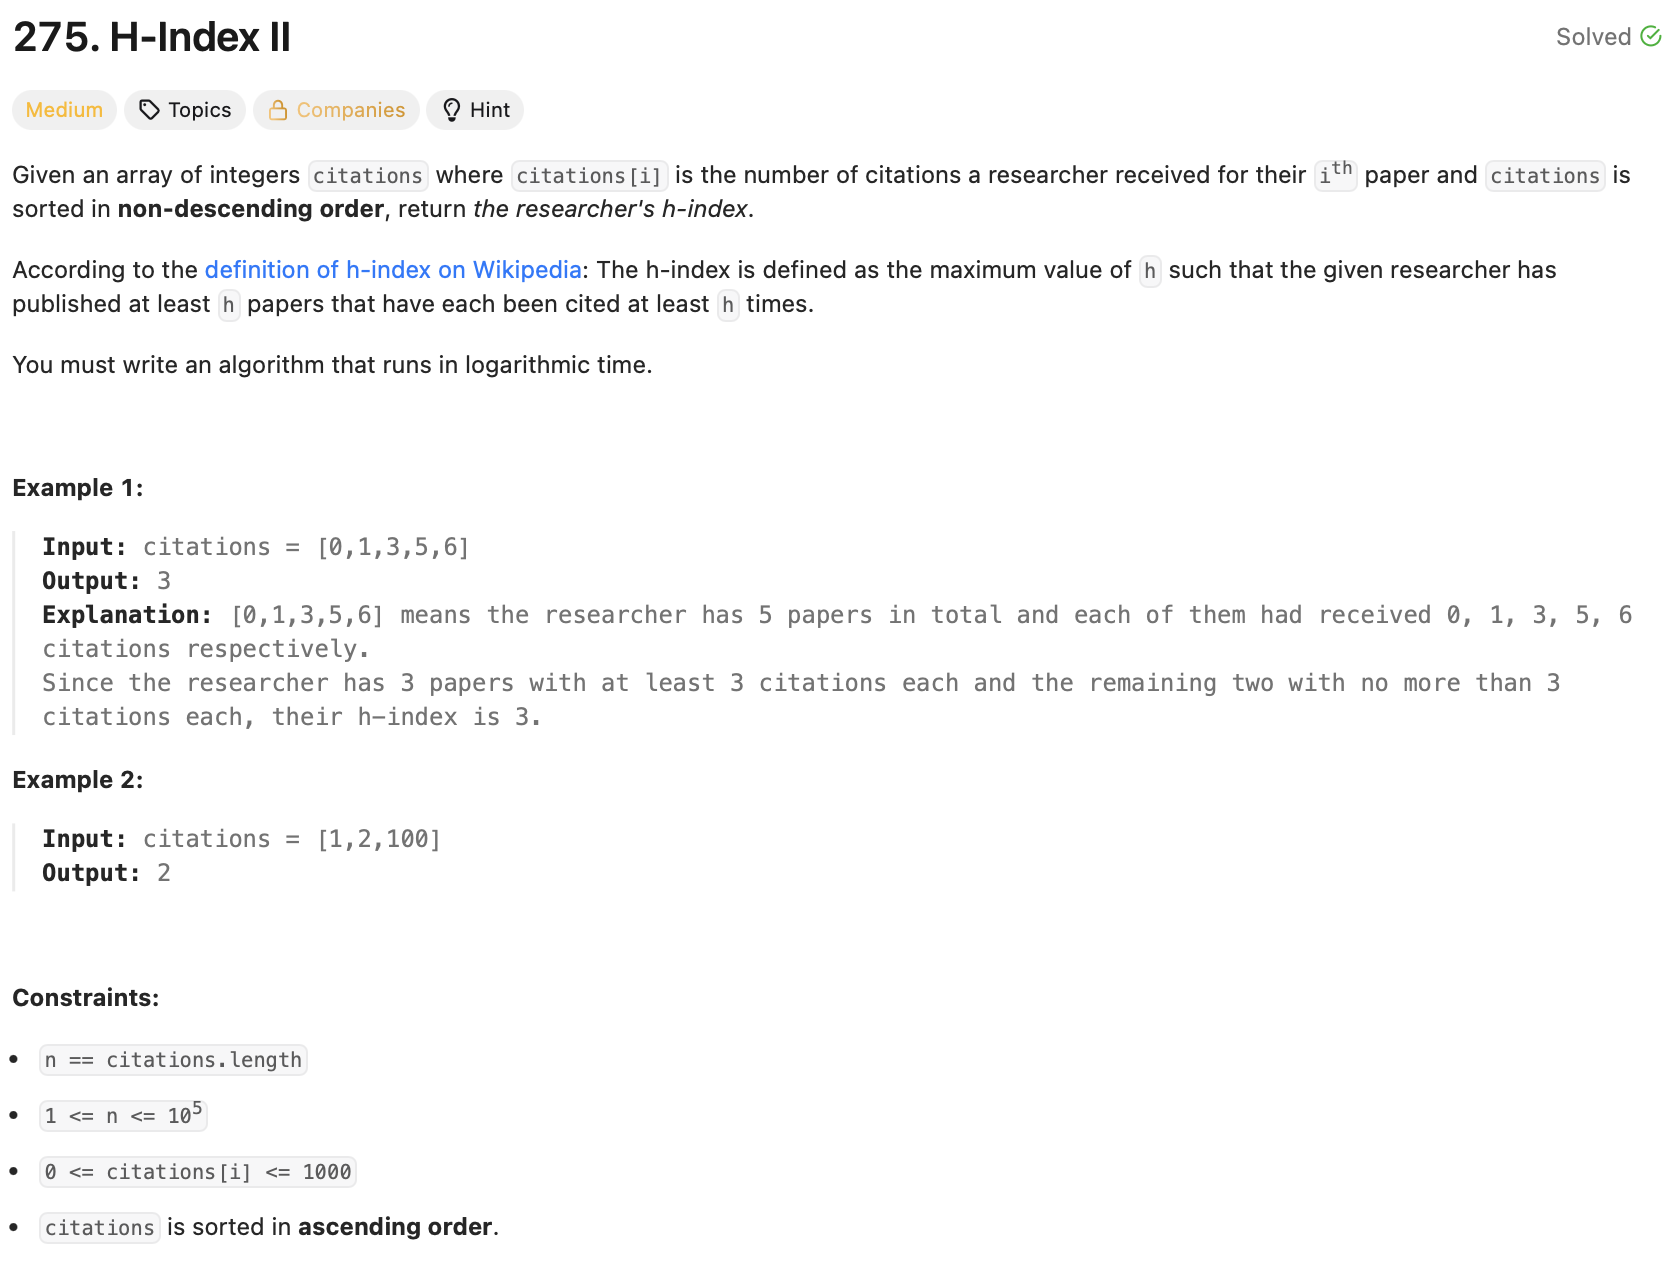 275. H-Index II
Solved
Medium
Topics
Companies
Hint
Given an array of integers citations where citations[i] is the number of citations a researcher received for their iᵗʰ paper and citations is
sorted in non-descending order, return the researcher's h-index.
According to the definition of h-index on Wikipedia: The h-index is defined as the maximum value of h such that the given researcher has
published at least h papers that have each been cited at least h times.
You must write an algorithm that runs in logarithmic time.
Example 1:
Input: citations = [0,1,3,5,6]
Output: 3
Explanation: [0,1,3,5,6] means the researcher has 5 papers in total and each of them had received 0, 1, 3, 5, 6
citations respectively.
Since the researcher has 3 papers with at least 3 citations each and the remaining two with no more than 3
citations each, their h-index is 3.
Example 2:
Input: citations = [1,2,100]
Output: 2
Constraints:
• n == citations.length
• 1 <= n <= 10⁵
• 0 <= citations[i] <= 1000
• citations is sorted in ascending order.